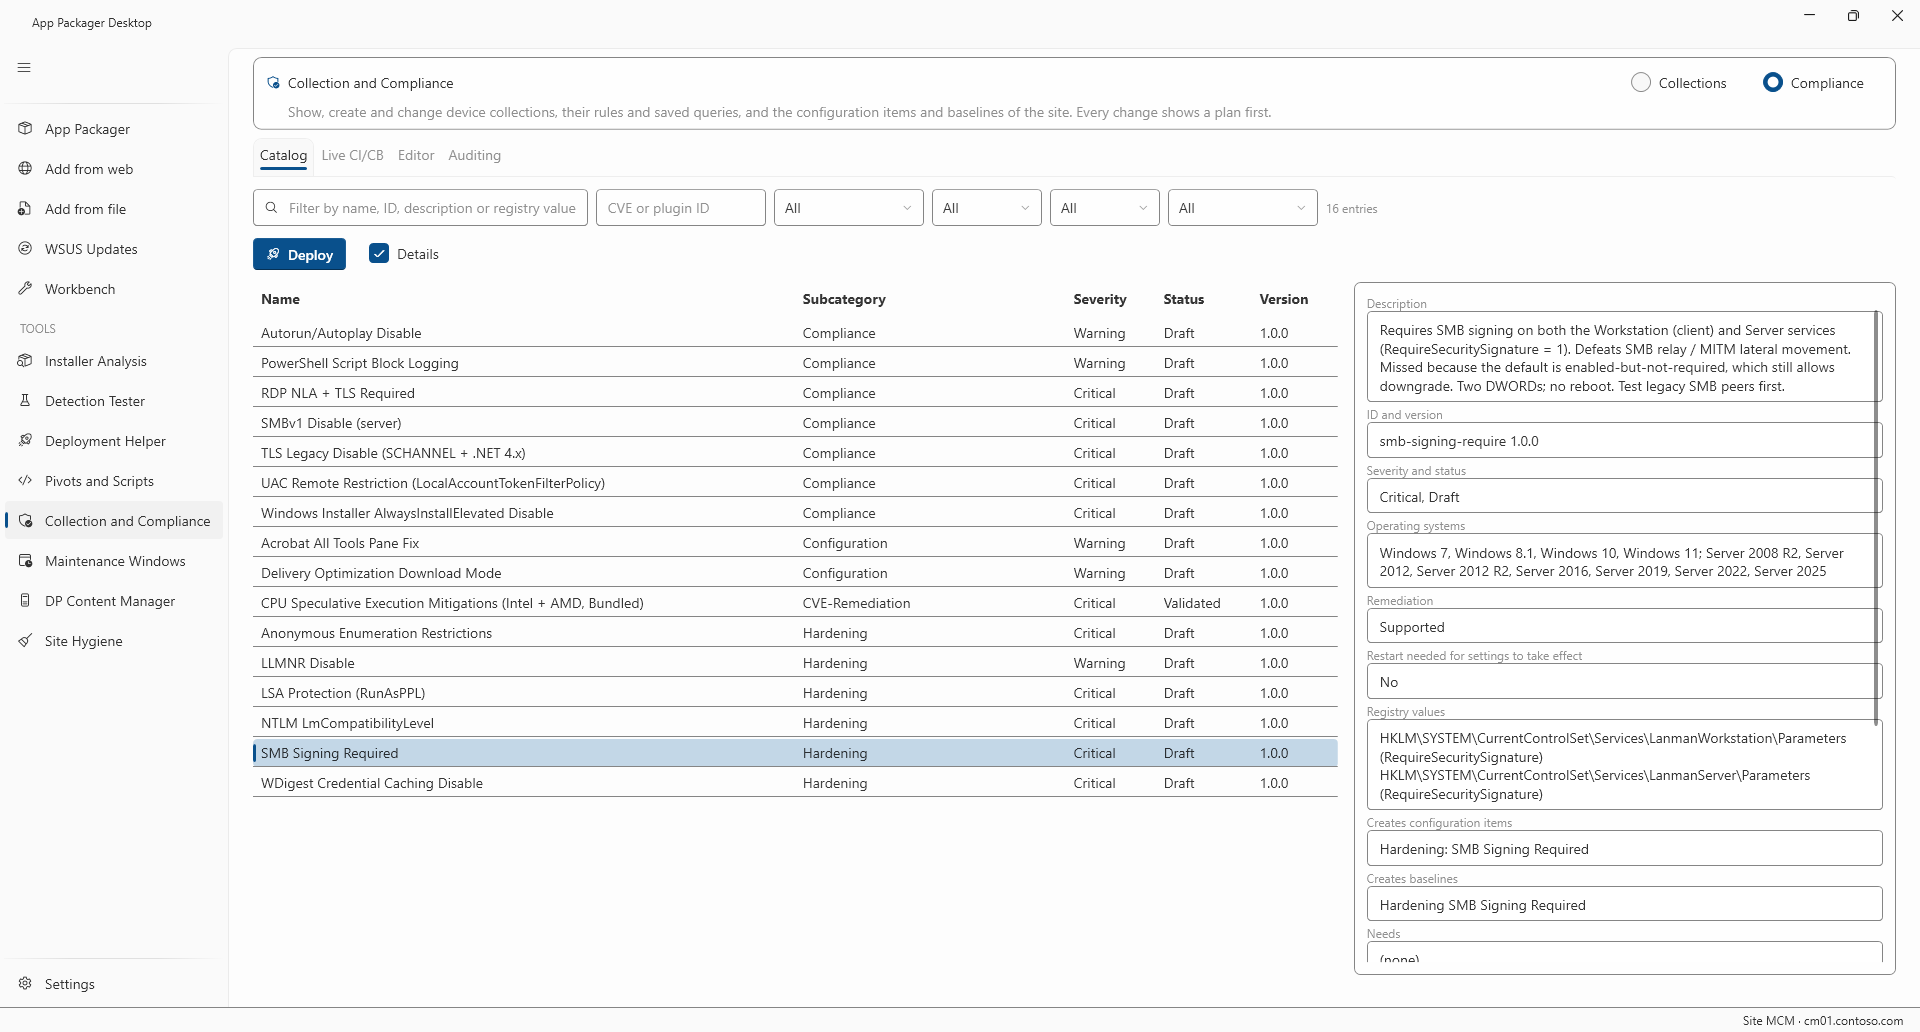 App Packager Desktop
App Packager
Add from web
Add from file
WSUS Updates
Workbench
TOOLS
Installer Analysis
Detection Tester
Deployment Helper
Pivots and Scripts
Collection and Compliance
Maintenance Windows
DP Content Manager
Site Hygiene
Settings
Collection and Compliance
Collections
Compliance
Show, create and change device collections, their rules and saved queries, and the configuration items and baselines of the site. Every change shows a plan first.
Catalog Live CI/CB Editor Auditing
Filter by name, ID, description or registry value CVE or plugin ID All All All All 16 entries
Deploy Details
Name Subcategory Severity Status Version
Autorun/Autoplay Disable Compliance Warning Draft 1.0.0
PowerShell Script Block Logging Compliance Warning Draft 1.0.0
RDP NLA + TLS Required Compliance Critical Draft 1.0.0
SMBv1 Disable (server) Compliance Critical Draft 1.0.0
TLS Legacy Disable (SCHANNEL + .NET 4.x) Compliance Critical Draft 1.0.0
UAC Remote Restriction (LocalAccountTokenFilterPolicy) Compliance Critical Draft 1.0.0
Windows Installer AlwaysInstallElevated Disable Compliance Critical Draft 1.0.0
Acrobat All Tools Pane Fix Configuration Warning Draft 1.0.0
Delivery Optimization Download Mode Configuration Warning Draft 1.0.0
CPU Speculative Execution Mitigations (Intel + AMD, Bundled) CVE-Remediation Critical Validated 1.0.0
Anonymous Enumeration Restrictions Hardening Critical Draft 1.0.0
LLMNR Disable Hardening Warning Draft 1.0.0
LSA Protection (RunAsPPL) Hardening Critical Draft 1.0.0
NTLM LmCompatibilityLevel Hardening Critical Draft 1.0.0
SMB Signing Required Hardening Critical Draft 1.0.0
WDigest Credential Caching Disable Hardening Critical Draft 1.0.0
Description
Requires SMB signing on both the Workstation (client) and Server services
(RequireSecuritySignature = 1). Defeats SMB relay / MITM lateral movement.
Missed because the default is enabled-but-not-required, which still allows
downgrade. Two DWORDs; no reboot. Test legacy SMB peers first.
ID and version
smb-signing-require 1.0.0
Severity and status
Critical, Draft
Operating systems
Windows 7, Windows 8.1, Windows 10, Windows 11; Server 2008 R2, Server
2012, Server 2012 R2, Server 2016, Server 2019, Server 2022, Server 2025
Remediation
Supported
Restart needed for settings to take effect
No
Registry values
HKLM\SYSTEM\CurrentControlSet\Services\LanmanWorkstation\Parameters
(RequireSecuritySignature)
HKLM\SYSTEM\CurrentControlSet\Services\LanmanServer\Parameters
(RequireSecuritySignature)
Creates configuration items
Hardening: SMB Signing Required
Creates baselines
Hardening SMB Signing Required
Needs
(none)
Site MCM · cm01.contoso.com